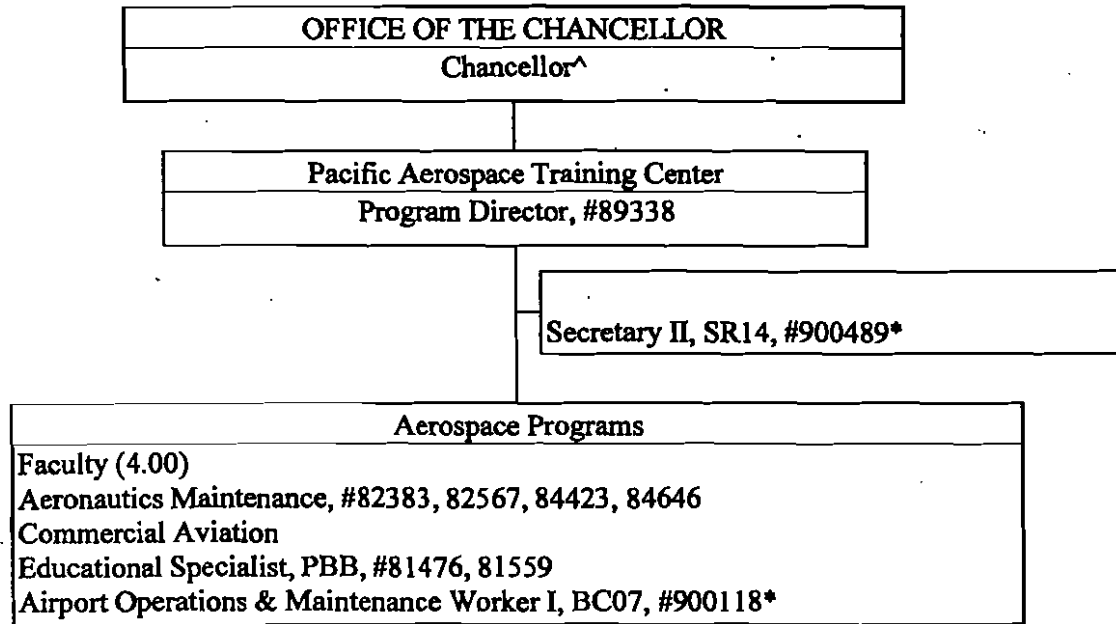 OFFICE OF THE CHANCELLOR
Chancellor^
Pacific Aerospace Training Center
Program Director, #89338
Secretary II, SR14, #900489*
Aerospace Programs
Faculty (4.00)
Aeronautics Maintenance, #82383, 82567, 84423, 84646
Commercial Aviation
Educational Specialist, PBB, #81476, 81559
Airport Operations & Maintenance Worker I, BC07, #900118*